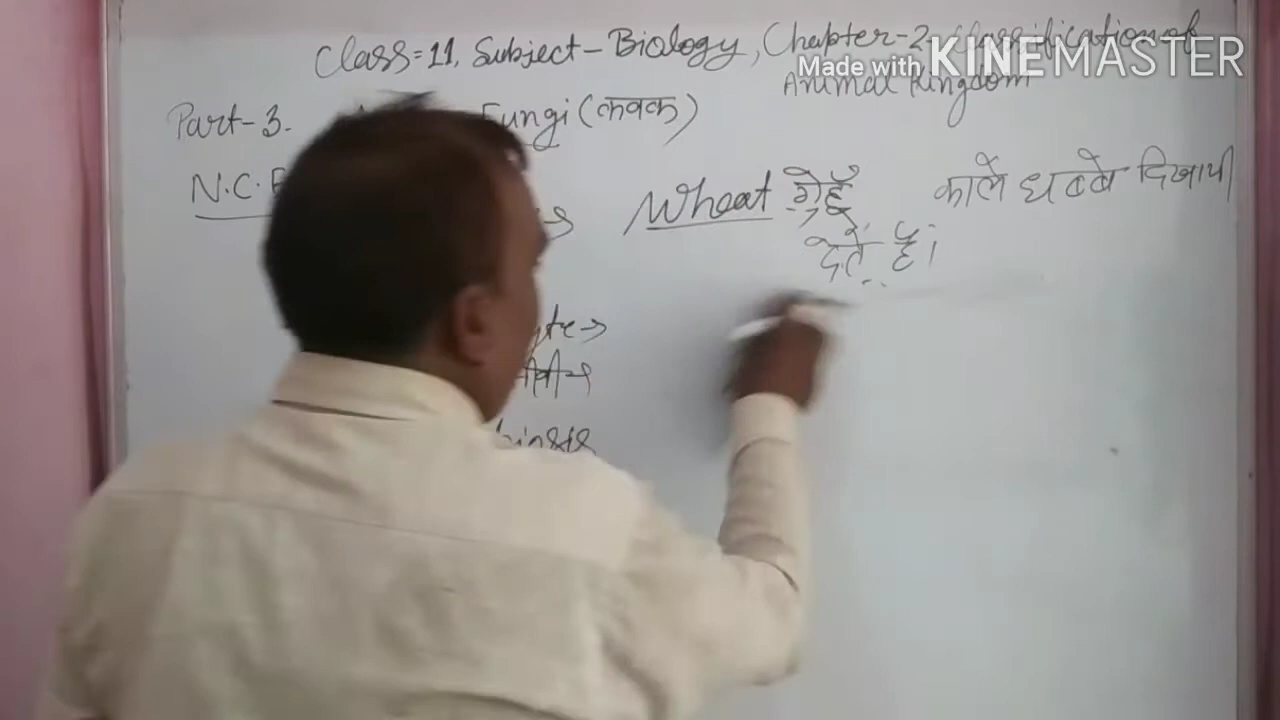 Class=11, Subject-Biology, Chapter-2, Classification of
Animal Kingdom
Made with KINEMASTER
Part-3. Fungi (कवक)
N.C.
Wheat गेहूँ काले धब्बे दिखायी
देते हैं।